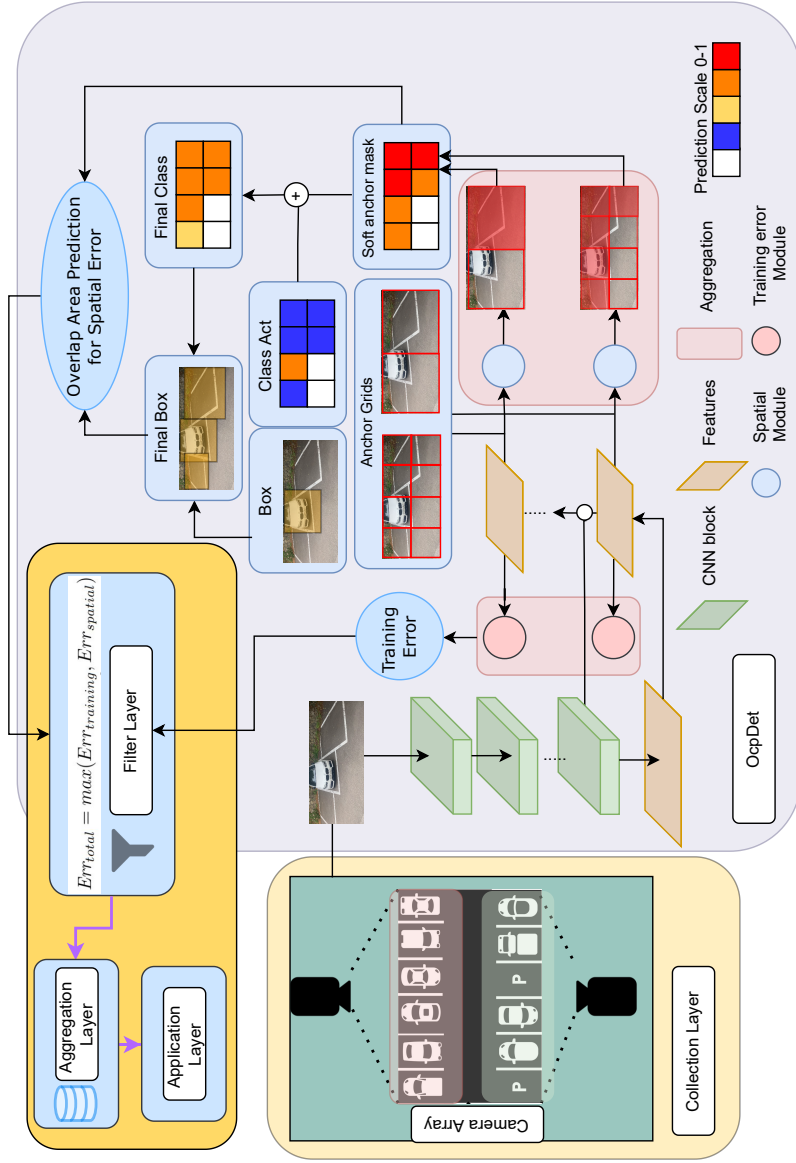 Aggregation
Layer
Application
Layer
$Err_{total} = max(Err_{training}, Err_{spatial})$
Filter Layer
Overlap Area Prediction
for Spatial Error
Final Box
Final Class
Box
Class Act
Anchor Grids
Soft anchor mask
+
Training
Error
Camera Array
P
P
P
Collection Layer
OcpDet
CNN block
Features
Aggregation
Spatial
Module
Training error
Module
Prediction Scale 0-1